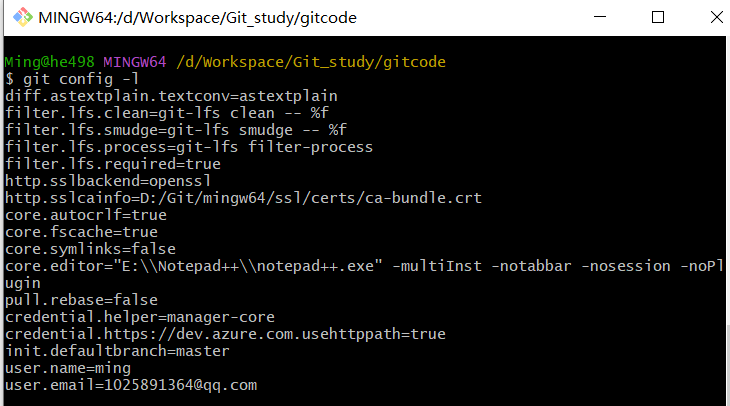 MINGW64:/d/Workspace/Git_study/gitcode
Ming@he498 MINGW64 /d/Workspace/Git_study/gitcode
$ git config -l
diff.astextplain.textconv=astextplain
filter.lfs.clean=git-lfs clean -- %f
filter.lfs.smudge=git-lfs smudge -- %f
filter.lfs.process=git-lfs filter-process
filter.lfs.required=true
http.sslbackend=openssl
http.sslcainfo=D:/Git/mingw64/ssl/certs/ca-bundle.crt
core.autocrlf=true
core.fscache=true
core.symlinks=false
core.editor="E:\\Notepad++\\notepad++.exe" -multiInst -notabbar -nosession -noPl
ugin
pull.rebase=false
credential.helper=manager-core
credential.https://dev.azure.com.usehttppath=true
init.defaultbranch=master
user.name=ming
user.email=1025891364@qq.com